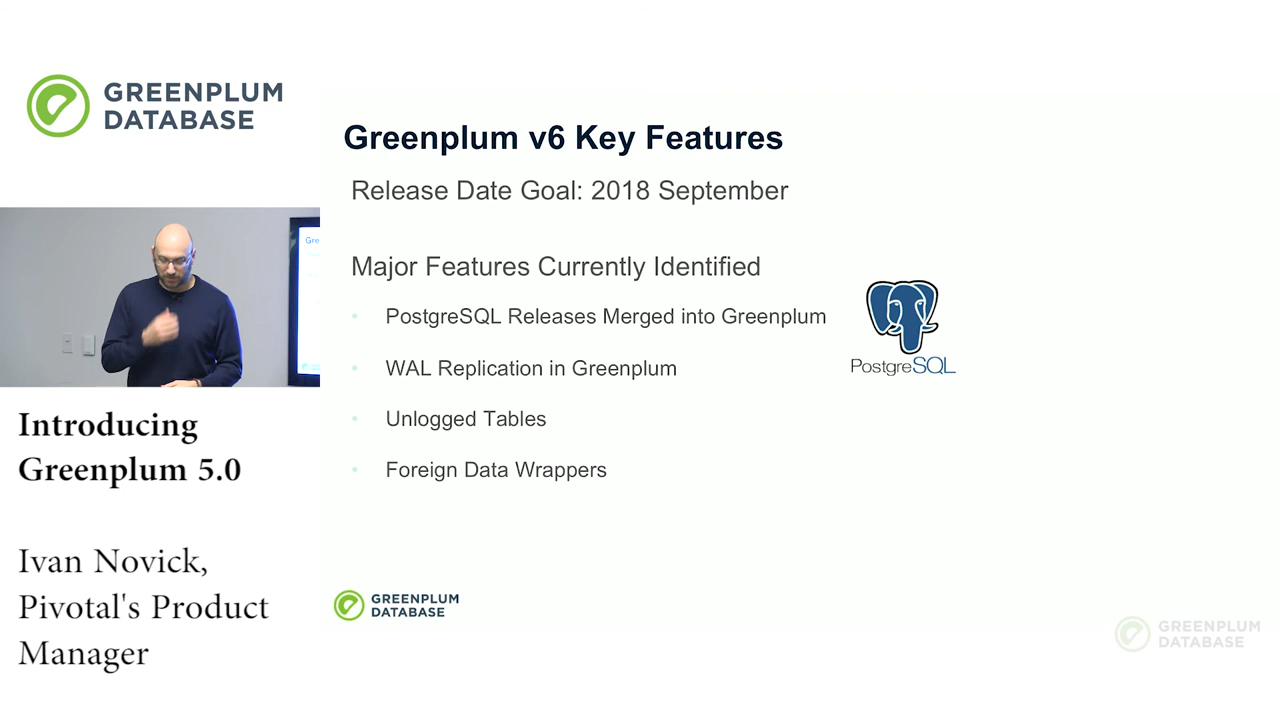 GREENPLUM
DATABASE
Greenplum v6 Key Features
Release Date Goal: 2018 September
Major Features Currently Identified
• PostgreSQL Releases Merged into Greenplum
• WAL Replication in Greenplum
• Unlogged Tables
• Foreign Data Wrappers
PostgreSQL
Gre
Introducing
Greenplum 5.0
Ivan Novick,
Pivotal's Product
Manager
GREENPLUM
DATABASE
GREENPLUM
DATABASE